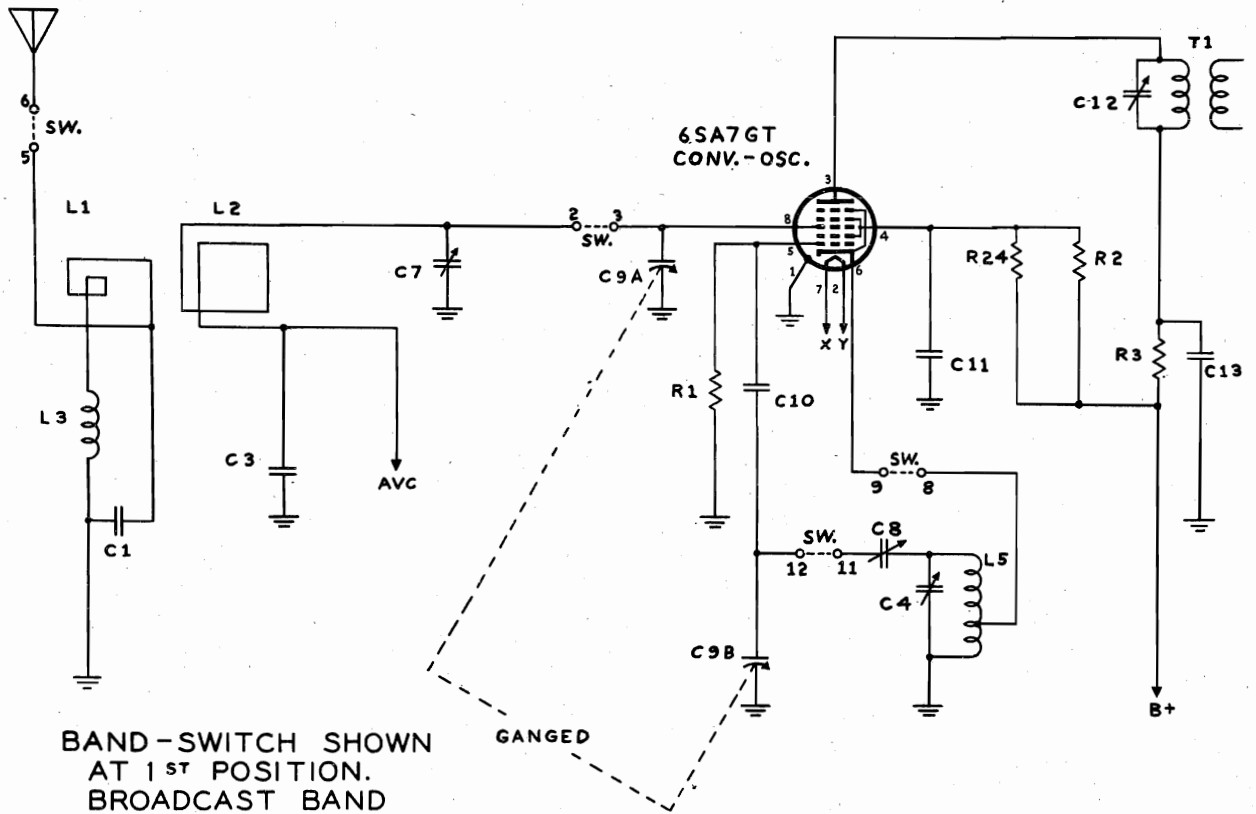 T1
C12
6SA7GT
CONV.-OSC.
6
SW.
5
3
L1
L2
2 3
SW.
8
4
5
1
6
7
2
C7
C9A
R24
R2
X Y
R1
C10
C11
R3
C13
L3
C3
AVC
SW.
9 8
C1
SW.
12 11
C8
L5
C4
C9B
B+
GANGED
BAND-SWITCH SHOWN
AT 1ST POSITION.
BROADCAST BAND